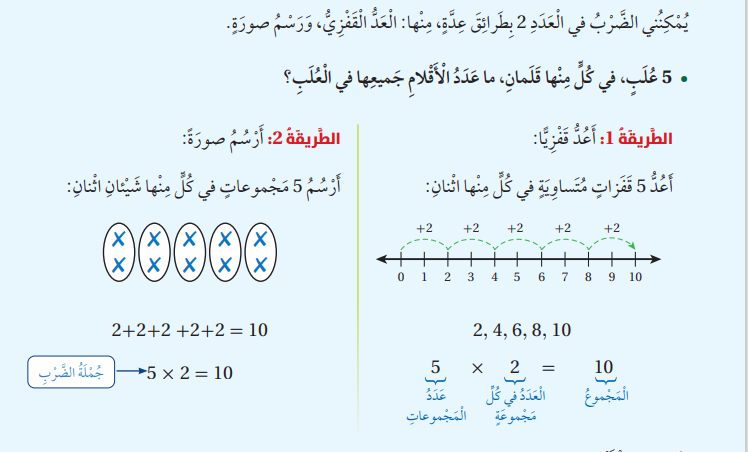 يُمْكِنُني الضَّرْبُ في الْعَدَدِ 2 بِطَرائِقَ عِدَّةٍ، مِنْها: الْعَدُّ الْقَفْزِيُّ، وَرَسْمُ صورَةٍ.
• 5 عُلَبٍ، في كُلٍّ مِنْها قَلَمانِ، ما عَدَدُ الْأَقْلامِ جَميعِها في الْعُلَبِ؟
الطَّريقَةُ 1: أَعُدُّ قَفْزِيًّا:
أَعُدُّ 5 قَفَزاتٍ مُتَساوِيَةٍ في كُلٍّ مِنْها اثْنانِ:
+2 +2 +2 +2 +2
0 1 2 3 4 5 6 7 8 9 10
2, 4, 6, 8, 10
5 × 2 = 10
عَدَدُ الْمَجْموعاتِ
الْعَدَدُ في كُلِّ مَجْموعَةٍ
الْمَجْموعُ
الطَّريقَةُ 2: أَرْسُمُ صورَةً:
أَرْسُمُ 5 مَجْموعاتٍ في كُلٍّ مِنْها شَيْئانِ اثْنانِ:
2+2+2 +2+2 = 10
5 × 2 = 10
جُمْلَةُ الضَّرْبِ